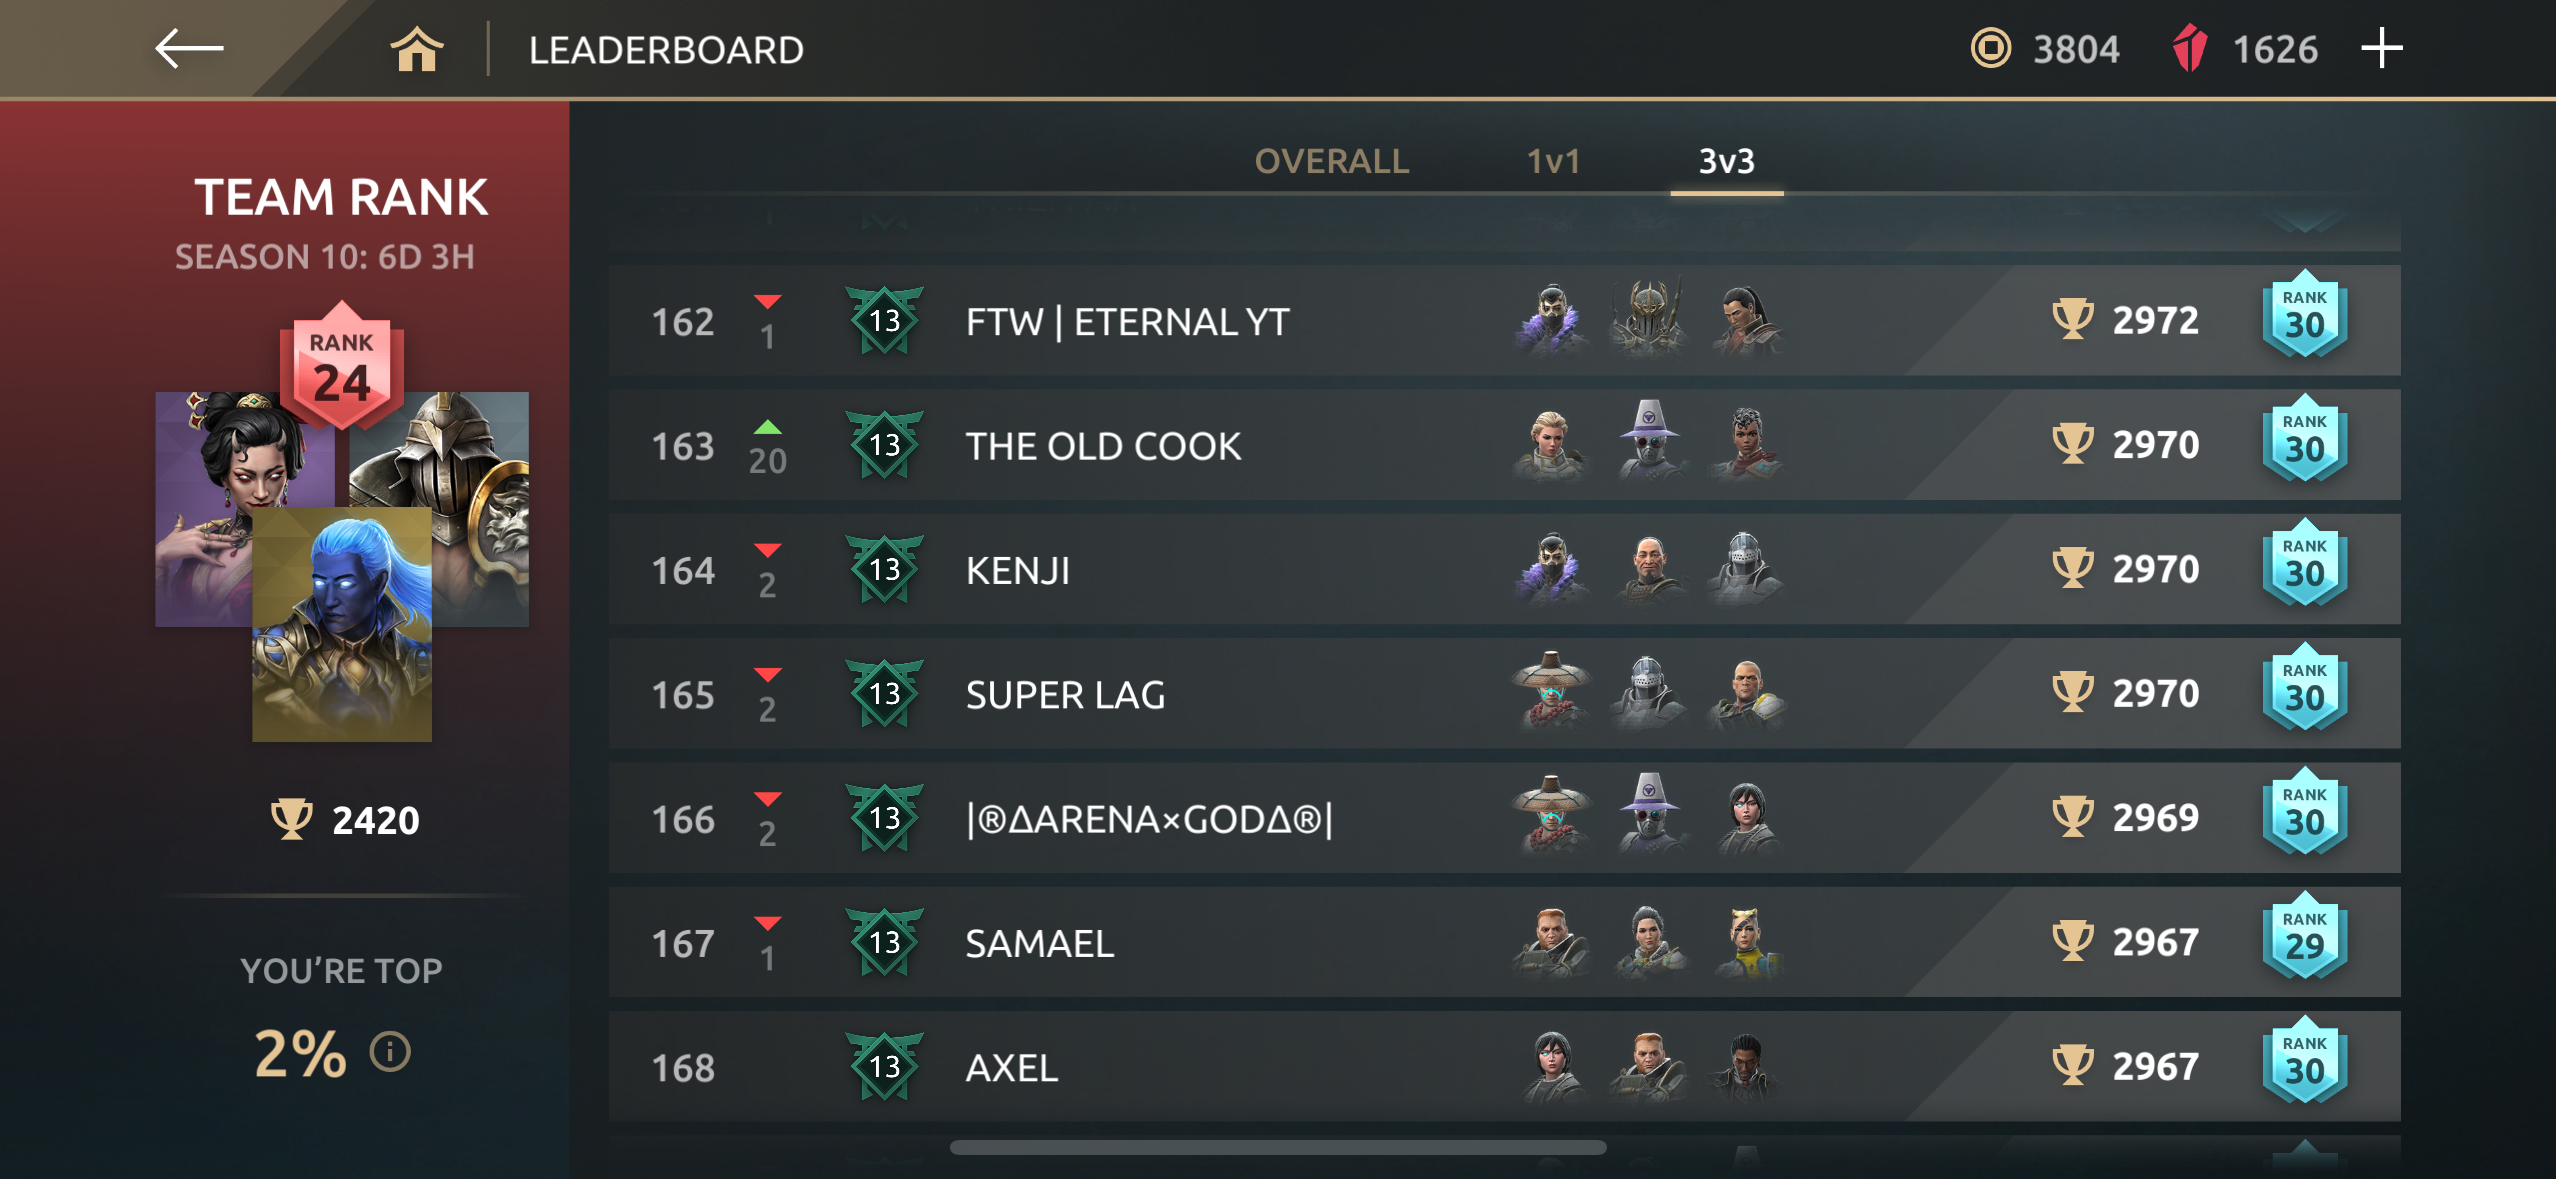 LEADERBOARD
3804
1626
TEAM RANK
SEASON 10: 6D 3H
RANK
24
2420
YOU'RE TOP
2%
OVERALL
1v1
3v3
162 1 13 FTW | ETERNAL YT 2972 RANK 30
163 20 13 THE OLD COOK 2970 RANK 30
164 2 13 KENJI 2970 RANK 30
165 2 13 SUPER LAG 2970 RANK 30
166 2 13 |®ΔARENA×GODΔ®| 2969 RANK 30
167 1 13 SAMAEL 2967 RANK 29
168 13 AXEL 2967 RANK 30